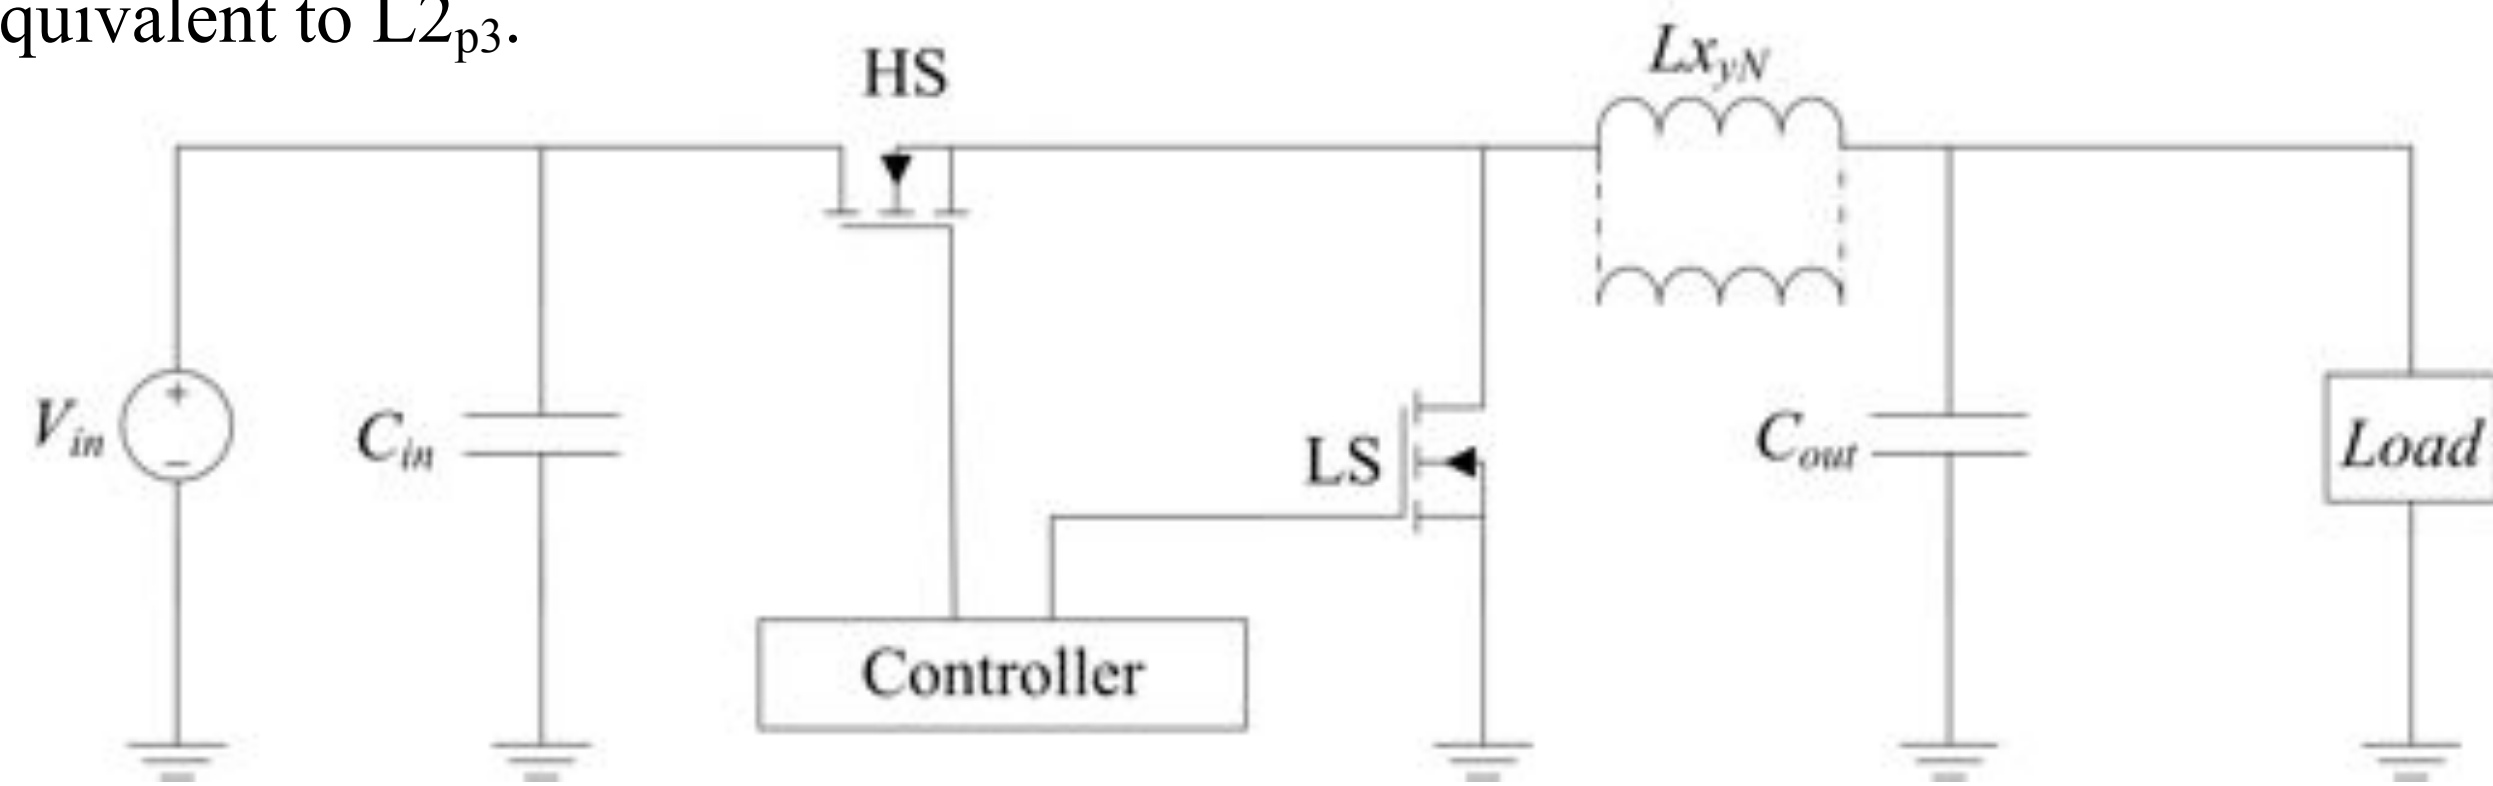 quivalent to L2p3.
HS
LxyN
Vin
+
−
Cin
LS
Cout
Load
Controller